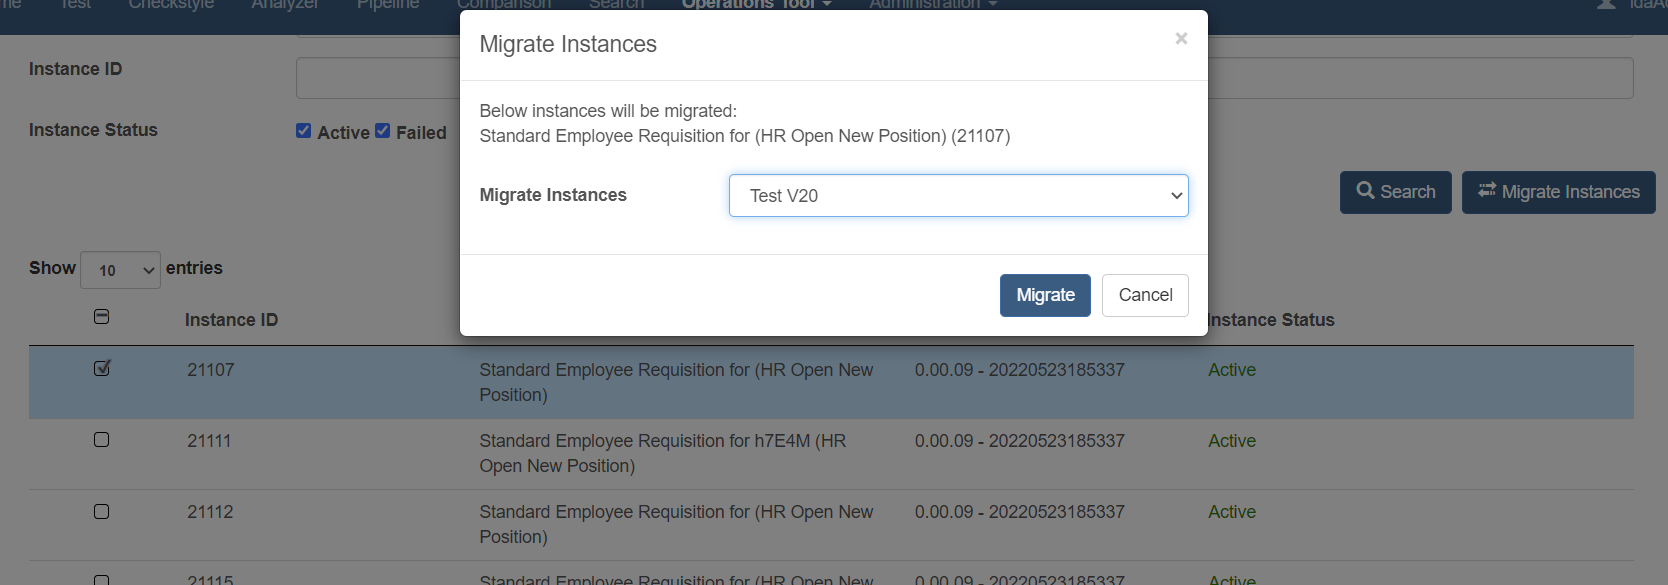 Test Checkstyle Analyzer Pipeline Comparison Search Operations Tool Administration
Migrate Instances ×
Instance ID
Below instances will be migrated:
Instance Status Active Failed
Standard Employee Requisition for (HR Open New Position) (21107)
Migrate Instances Test V20
Search Migrate Instances
Show 10 entries
Migrate Cancel
Instance ID Instance Status
21107 Standard Employee Requisition for (HR Open New 0.00.09 - 20220523185337 Active
Position)
21111 Standard Employee Requisition for h7E4M (HR 0.00.09 - 20220523185337 Active
Open New Position)
21112 Standard Employee Requisition for (HR Open New 0.00.09 - 20220523185337 Active
Position)
21115 Standard Employee Requisition for (HR Open New 0.00.09 - 20220523185337 Active